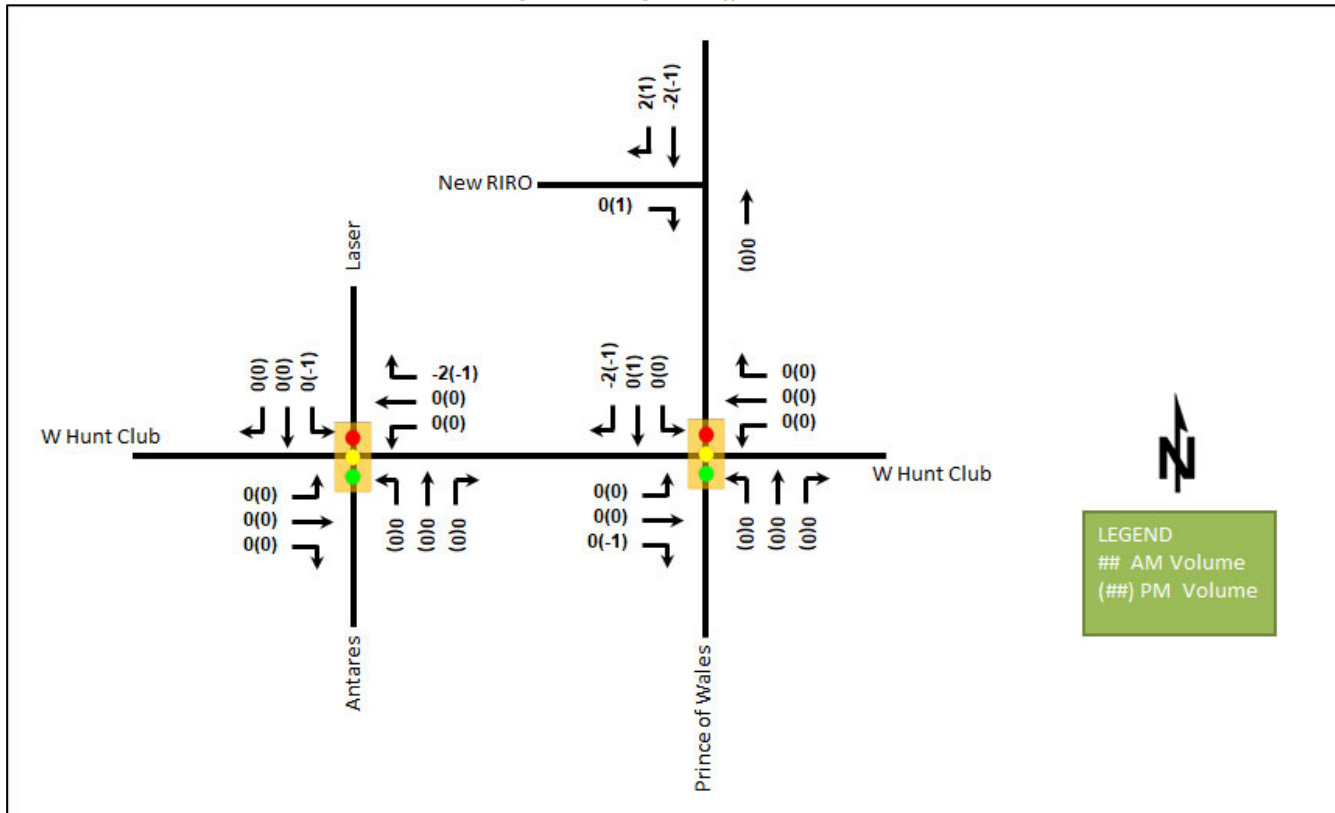 2(1)
-2(-1)
New RIRO
0(1)
0(0)
Laser
0(0)
0(0)
0(-1)
-2(-1)
0(0)
0(0)
-2(-1)
0(1)
0(0)
0(0)
0(0)
0(0)
W Hunt Club
W Hunt Club
0(0)
0(0)
0(0)
0(0)
0(0)
0(0)
0(0)
0(0)
0(-1)
0(0)
0(0)
0(0)
Antares
Prince of Wales
N
LEGEND
## AM Volume
(##) PM Volume